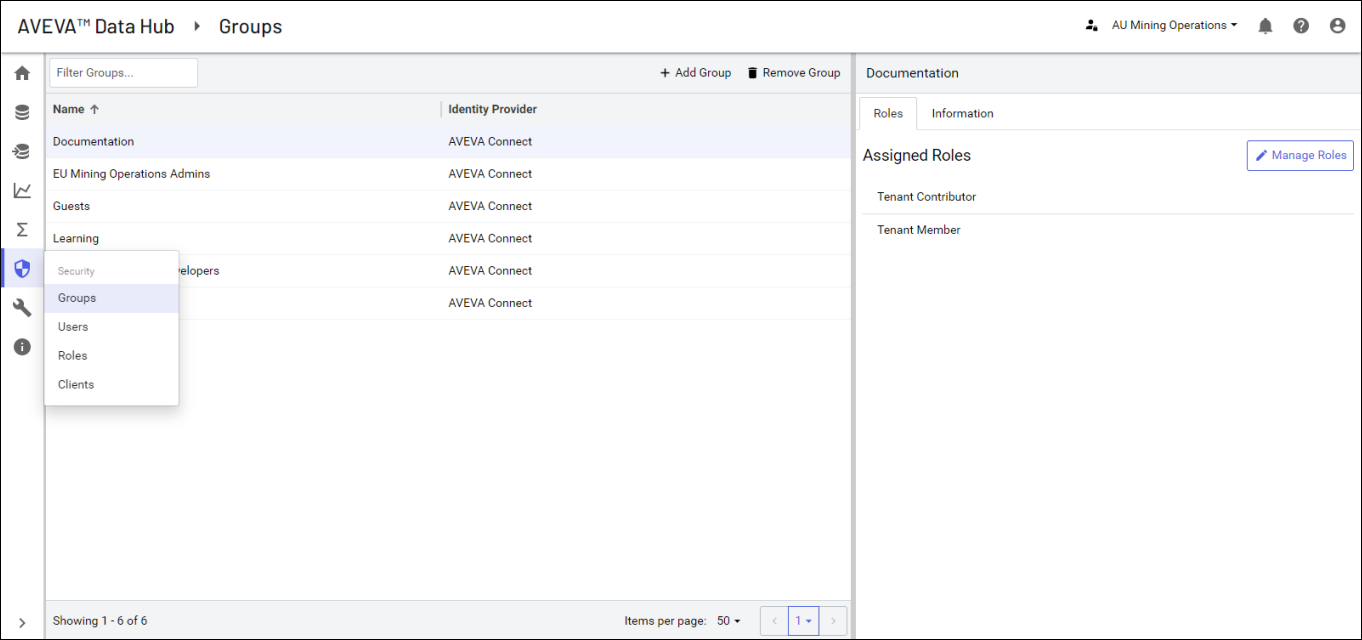 AVEVA™ Data Hub Groups
AU Mining Operations
Filter Groups...
Add Group
Remove Group
Name
Identity Provider
Documentation
AVEVA Connect
EU Mining Operations Admins
AVEVA Connect
Guests
AVEVA Connect
Learning
AVEVA Connect
AVEVA Connect
AVEVA Connect
Security
Groups
Users
Roles
Clients
Showing 1 - 6 of 6
Items per page: 50
1
Documentation
Roles
Information
Assigned Roles
Manage Roles
Tenant Contributor
Tenant Member